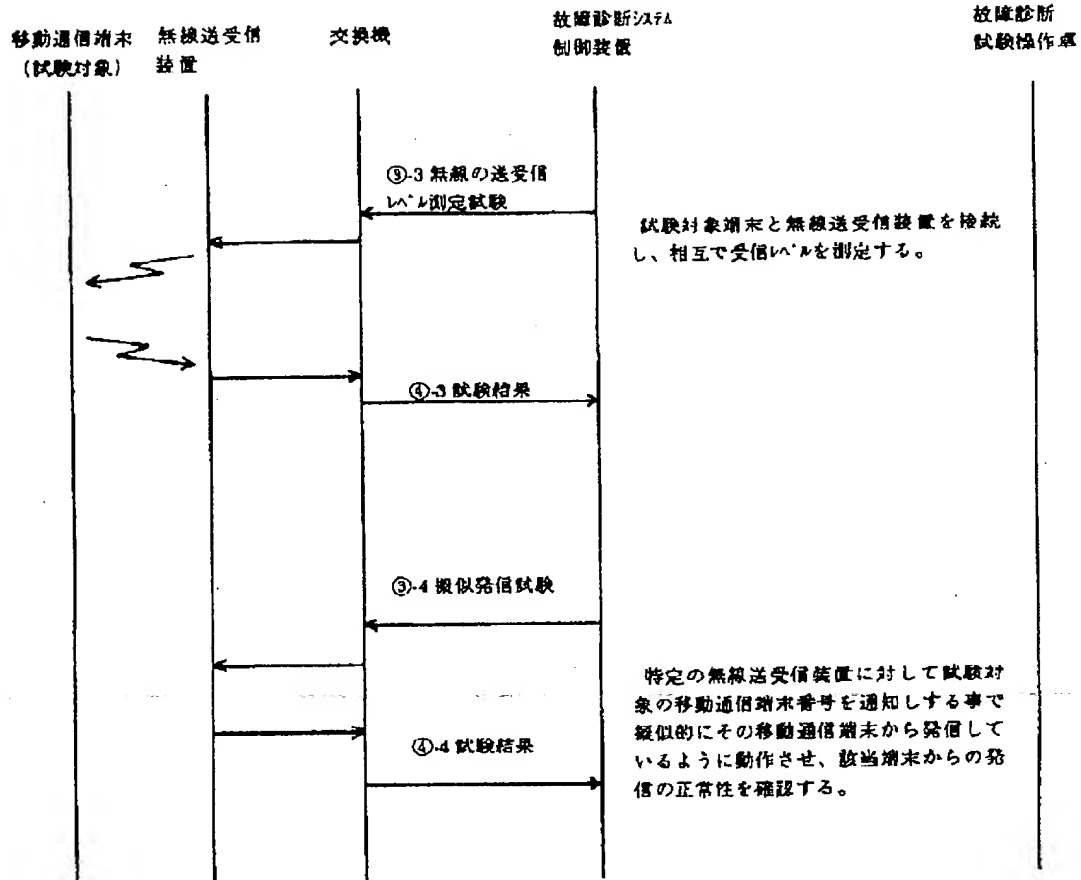 移動通信端末
(試験対象)
無線送受信
装置
交換機
故障診断システム
制御装置
故障診断
試験操作卓
③-3 無線の送受信
レベル測定試験
試験対象端末と無線送受信装置を接続
し、相互で受信レベルを測定する。
④-3 試験結果
③-4 擬似発信試験
特定の無線送受信装置に対して試験対
象の移動通信端末番号を通知しする事で
疑似的にその移動通信端末から発信して
いるように動作させ、該当端末からの発
信の正常性を確認する。
④-4 試験結果